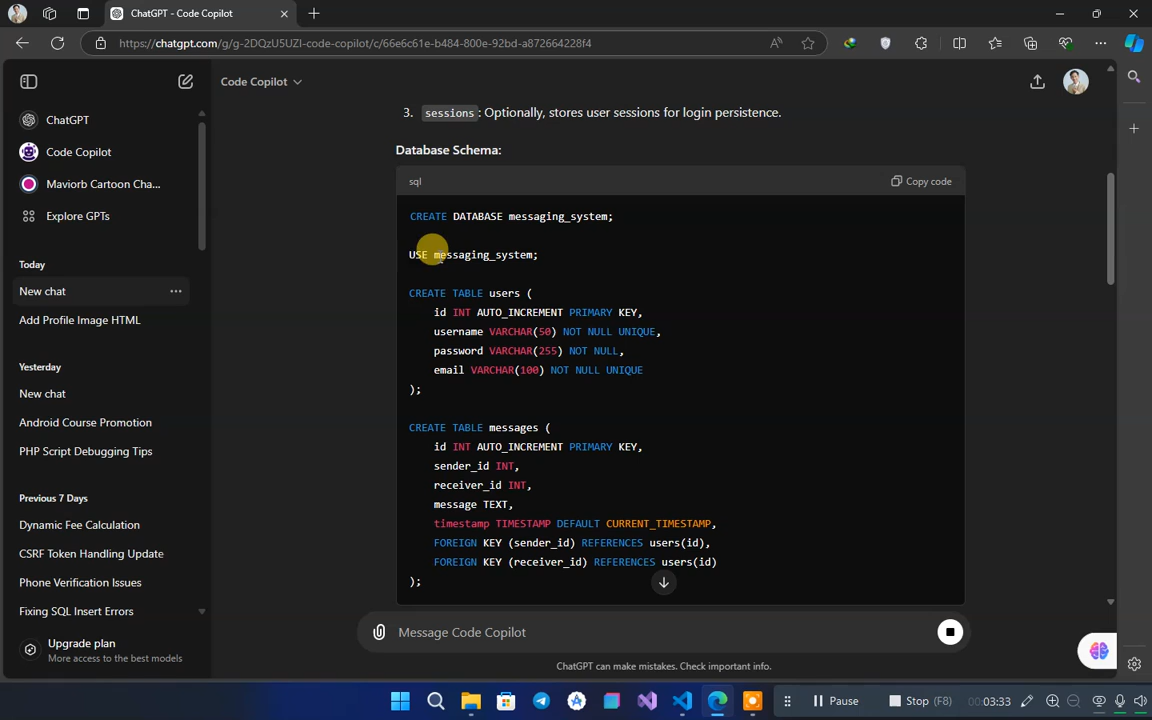 ChatGPT - Code Copilot
https://chatgpt.com/g/g-2DQzU5UZI-code-copilot/c/66e6c61e-b484-800e-92bd-a872664228f4
Code Copilot
ChatGPT
Code Copilot
Maviorb Cartoon Cha...
Explore GPTs
Today
New chat
Add Profile Image HTML
Yesterday
New chat
Android Course Promotion
PHP Script Debugging Tips
Previous 7 Days
Dynamic Fee Calculation
CSRF Token Handling Update
Phone Verification Issues
Fixing SQL Insert Errors
Upgrade plan
More access to the best models
3. sessions: Optionally, stores user sessions for login persistence.
Database Schema:
sql
Copy code
CREATE DATABASE messaging_system;
USE messaging_system;
CREATE TABLE users (
id INT AUTO_INCREMENT PRIMARY KEY,
username VARCHAR(50) NOT NULL UNIQUE,
password VARCHAR(255) NOT NULL,
email VARCHAR(100) NOT NULL UNIQUE
);
CREATE TABLE messages (
id INT AUTO_INCREMENT PRIMARY KEY,
sender_id INT,
receiver_id INT,
message TEXT,
timestamp TIMESTAMP DEFAULT CURRENT_TIMESTAMP,
FOREIGN KEY (sender_id) REFERENCES users(id),
FOREIGN KEY (receiver_id) REFERENCES users(id)
);
Message Code Copilot
ChatGPT can make mistakes. Check important info.
Pause
Stop (F8)
00:03:33